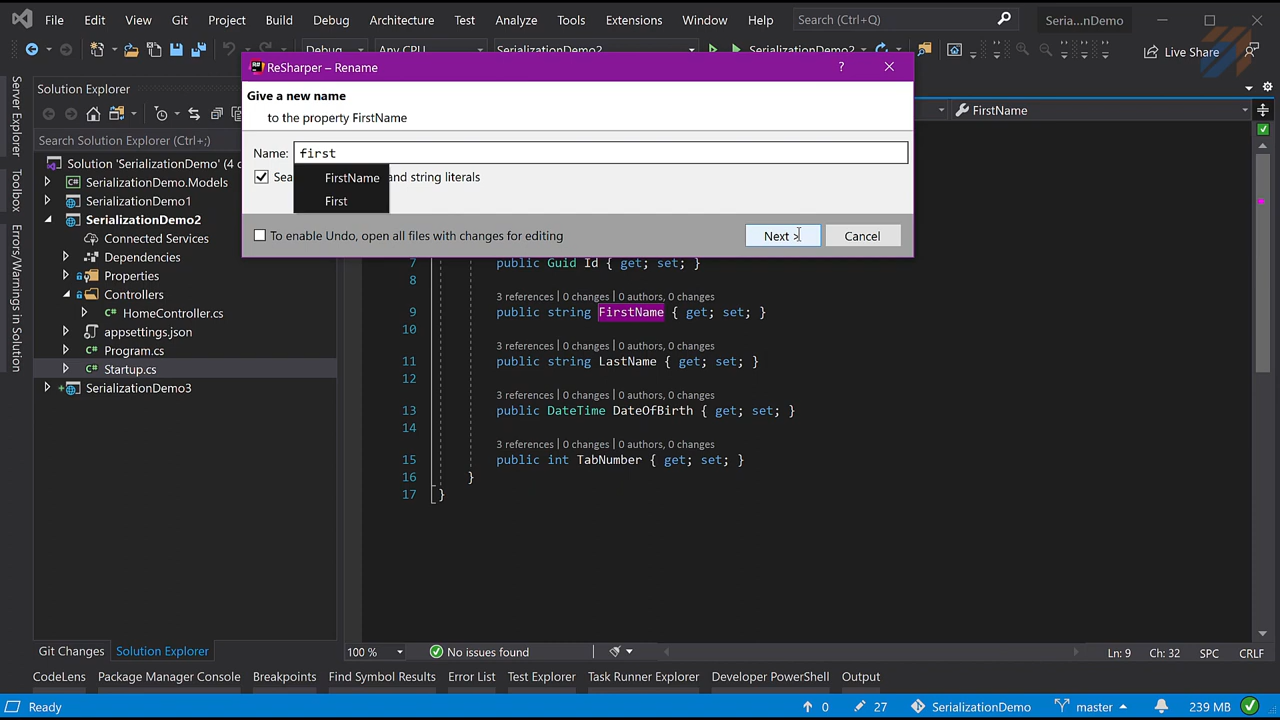 File Edit View Git Project Build Debug Architecture Test Analyze Tools Extensions Window Help Search (Ctrl+Q) Seria...nDemo
Debug Any CPU SerializationDemo2 SerializationDemo2 Live Share
ReSharper – Rename
Give a new name
to the property FirstName
Name: first
Sea and string literals
FirstName
First
To enable Undo, open all files with changes for editing
Next > Cancel
Server Explorer
Toolbox
Errors/Warnings in Solution
Solution Explorer
Search Solution Explorer (Ctrl+;)
Solution 'SerializationDemo' (4 o
SerializationDemo.Models
SerializationDemo1
SerializationDemo2
Connected Services
Dependencies
Properties
Controllers
HomeController.cs
appsettings.json
Program.cs
Startup.cs
SerializationDemo3
FirstName
7 public Guid Id { get; set; }
8
3 references | 0 changes | 0 authors, 0 changes
9 public string FirstName { get; set; }
10
3 references | 0 changes | 0 authors, 0 changes
11 public string LastName { get; set; }
12
3 references | 0 changes | 0 authors, 0 changes
13 public DateTime DateOfBirth { get; set; }
14
3 references | 0 changes | 0 authors, 0 changes
15 public int TabNumber { get; set; }
16 }
17 }
Git Changes Solution Explorer
100 % No issues found Ln: 9 Ch: 32 SPC CRLF
CodeLens Package Manager Console Breakpoints Find Symbol Results Error List Test Explorer Task Runner Explorer Developer PowerShell Output
Ready 0 27 SerializationDemo master 239 MB